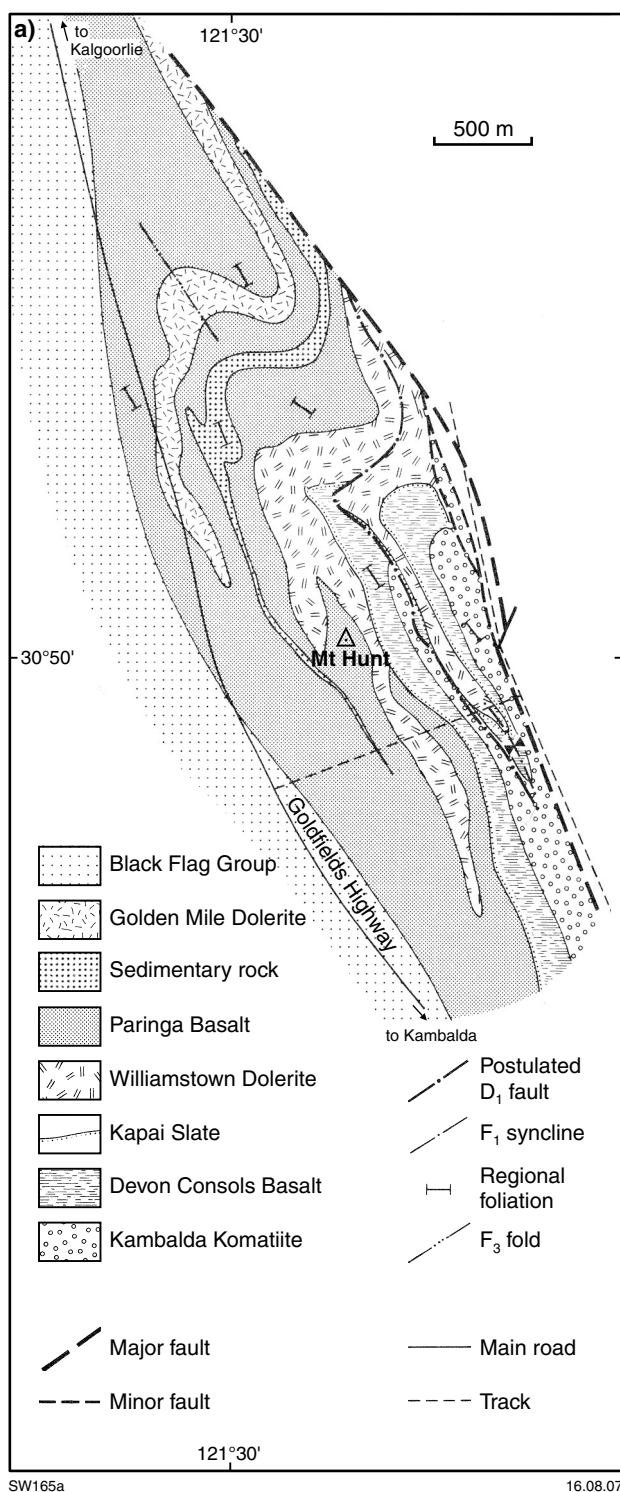 a)
to
Kalgoorlie
121°30'
500 m
30°50'
Mt Hunt
Goldfields Highway
to Kambalda
Black Flag Group
Golden Mile Dolerite
Sedimentary rock
Paringa Basalt
Williamstown Dolerite
Kapai Slate
Devon Consols Basalt
Kambalda Komatiite
Postulated
D₁ fault
F₁ syncline
Regional
foliation
F₃ fold
Major fault
Minor fault
Main road
Track
121°30'
SW165a
16.08.07